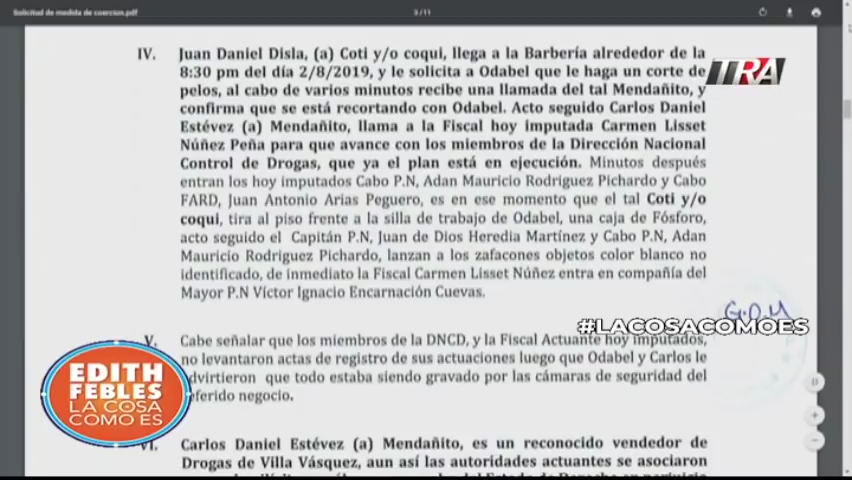 Solicitud de medida de coercion.pdf
3/11
IV. Juan Daniel Disla, (a) Coti y/o coqui, llega a la Barbería alrededor de la
8:30 pm del día 2/8/2019, y le solicita a Odabel que le haga un corte de
pelos, al cabo de varios minutos recibe una llamada del tal Mendañito, y
confirma que se está recortando con Odabel. Acto seguido Carlos Daniel
Estévez (a) Mendañito, llama a la Fiscal hoy imputada Carmen Lisset
Núñez Peña para que avance con los miembros de la Dirección Nacional
Control de Drogas, que ya el plan está en ejecución. Minutos después
entran los hoy imputados Cabo P.N, Adan Mauricio Rodriguez Pichardo y Cabo
FARD, Juan Antonio Arias Peguero, es en ese momento que el tal Coti y/o
coqui, tira al piso frente a la silla de trabajo de Odabel, una caja de Fósforo,
acto seguido el Capitán P.N, Juan de Dios Heredia Martínez y Cabo P.N, Adan
Mauricio Rodriguez Pichardo, lanzan a los zafacones objetos color blanco no
identificado, de inmediato la Fiscal Carmen Lisset Núñez entra en compañía del
Mayor P.N Víctor Ignacio Encarnación Cuevas.
TRA
G.O.M
#LACOSACOMOES
V. Cabe señalar que los miembros de la DNCD, y la Fiscal Actuante hoy imputados,
no levantaron actas de registro de sus actuaciones luego que Odabel y Carlos le
advirtieron que todo estaba siendo gravado por las cámaras de seguridad del
eferido negocio.
EDITH
FEBLES
LA COSA
COMO ES
VI. Carlos Daniel Estévez (a) Mendañito, es un reconocido vendedor de
Drogas de Villa Vásquez, aun así las autoridades actuantes se asociaron